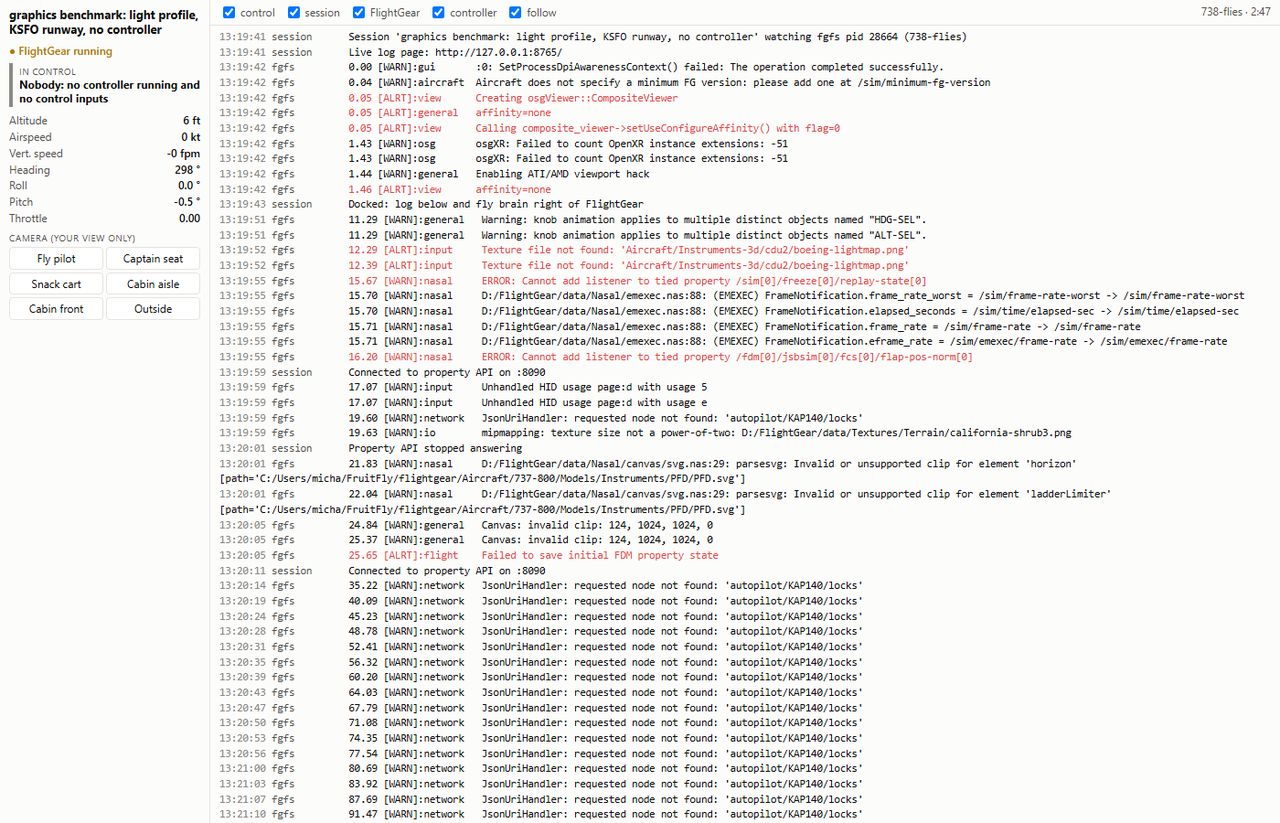 graphics benchmark: light profile,
KSFO runway, no controller
● FlightGear running
IN CONTROL
Nobody: no controller running and
no control inputs
Altitude 6 ft
Airspeed 0 kt
Vert. speed -0 fpm
Heading 298 °
Roll 0.0 °
Pitch -0.5 °
Throttle 0.00
CAMERA (YOUR VIEW ONLY)
Fly pilot Captain seat
Snack cart Cabin aisle
Cabin front Outside
control session FlightGear controller follow 738-flies · 2:47
13:19:41 session Session 'graphics benchmark: light profile, KSFO runway, no controller' watching fgfs pid 28664 (738-flies)
13:19:41 session Live log page: http://127.0.0.1:8765/
13:19:42 fgfs 0.00 [WARN]:gui :0: SetProcessDpiAwarenessContext() failed: The operation completed successfully.
13:19:42 fgfs 0.04 [WARN]:aircraft Aircraft does not specify a minimum FG version: please add one at /sim/minimum-fg-version
13:19:42 fgfs 0.05 [ALRT]:view Creating osgViewer::CompositeViewer
13:19:42 fgfs 0.05 [ALRT]:general affinity=none
13:19:42 fgfs 0.05 [ALRT]:view Calling composite_viewer->setUseConfigureAffinity() with flag=0
13:19:42 fgfs 1.43 [WARN]:osg osgXR: Failed to count OpenXR instance extensions: -51
13:19:42 fgfs 1.43 [WARN]:osg osgXR: Failed to count OpenXR instance extensions: -51
13:19:42 fgfs 1.44 [WARN]:general Enabling ATI/AMD viewport hack
13:19:42 fgfs 1.46 [ALRT]:view affinity=none
13:19:43 session Docked: log below and fly brain right of FlightGear
13:19:51 fgfs 11.29 [WARN]:general Warning: knob animation applies to multiple distinct objects named "HDG-SEL".
13:19:51 fgfs 11.29 [WARN]:general Warning: knob animation applies to multiple distinct objects named "ALT-SEL".
13:19:52 fgfs 12.29 [ALRT]:input Texture file not found: 'Aircraft/Instruments-3d/cdu2/boeing-lightmap.png'
13:19:52 fgfs 12.39 [ALRT]:input Texture file not found: 'Aircraft/Instruments-3d/cdu2/boeing-lightmap.png'
13:19:55 fgfs 15.67 [ALRT]:nasal ERROR: Cannot add listener to tied property /sim[0]/freeze[0]/replay-state[0]
13:19:55 fgfs 15.70 [WARN]:nasal D:/FlightGear/data/Nasal/emexec.nas:88: (EMEXEC) FrameNotification.frame_rate_worst = /sim/frame-rate-worst -> /sim/frame-rate-worst
13:19:55 fgfs 15.70 [WARN]:nasal D:/FlightGear/data/Nasal/emexec.nas:88: (EMEXEC) FrameNotification.elapsed_seconds = /sim/time/elapsed-sec -> /sim/time/elapsed-sec
13:19:55 fgfs 15.71 [WARN]:nasal D:/FlightGear/data/Nasal/emexec.nas:88: (EMEXEC) FrameNotification.frame_rate = /sim/frame-rate -> /sim/frame-rate
13:19:55 fgfs 15.71 [WARN]:nasal D:/FlightGear/data/Nasal/emexec.nas:88: (EMEXEC) FrameNotification.eframe_rate = /sim/emexec/frame-rate -> /sim/emexec/frame-rate
13:19:55 fgfs 16.20 [ALRT]:nasal ERROR: Cannot add listener to tied property /fdm[0]/jsbsim[0]/fcs[0]/flap-pos-norm[0]
13:19:59 session Connected to property API on :8090
13:19:59 fgfs 17.07 [WARN]:input Unhandled HID usage page:d with usage 5
13:19:59 fgfs 17.07 [WARN]:input Unhandled HID usage page:d with usage e
13:19:59 fgfs 19.60 [WARN]:network JsonUriHandler: requested node not found: 'autopilot/KAP140/locks'
13:19:59 fgfs 19.63 [WARN]:io mipmapping: texture size not a power-of-two: D:/FlightGear/data/Textures/Terrain/california-shrub3.png
13:20:01 session Property API stopped answering
13:20:01 fgfs 21.83 [WARN]:nasal D:/FlightGear/data/Nasal/canvas/svg.nas:29: parsesvg: Invalid or unsupported clip for element 'horizon'
[path='C:/Users/micha/FruitFly/flightgear/Aircraft/737-800/Models/Instruments/PFD/PFD.svg']
13:20:01 fgfs 22.04 [WARN]:nasal D:/FlightGear/data/Nasal/canvas/svg.nas:29: parsesvg: Invalid or unsupported clip for element 'ladderLimiter'
[path='C:/Users/micha/FruitFly/flightgear/Aircraft/737-800/Models/Instruments/PFD/PFD.svg']
13:20:05 fgfs 24.84 [WARN]:general Canvas: invalid clip: 124, 1024, 1024, 0
13:20:05 fgfs 25.37 [WARN]:general Canvas: invalid clip: 124, 1024, 1024, 0
13:20:05 fgfs 25.65 [ALRT]:flight Failed to save initial FDM property state
13:20:11 session Connected to property API on :8090
13:20:14 fgfs 35.22 [WARN]:network JsonUriHandler: requested node not found: 'autopilot/KAP140/locks'
13:20:19 fgfs 40.09 [WARN]:network JsonUriHandler: requested node not found: 'autopilot/KAP140/locks'
13:20:24 fgfs 45.23 [WARN]:network JsonUriHandler: requested node not found: 'autopilot/KAP140/locks'
13:20:28 fgfs 48.78 [WARN]:network JsonUriHandler: requested node not found: 'autopilot/KAP140/locks'
13:20:31 fgfs 52.41 [WARN]:network JsonUriHandler: requested node not found: 'autopilot/KAP140/locks'
13:20:35 fgfs 56.32 [WARN]:network JsonUriHandler: requested node not found: 'autopilot/KAP140/locks'
13:20:39 fgfs 60.20 [WARN]:network JsonUriHandler: requested node not found: 'autopilot/KAP140/locks'
13:20:43 fgfs 64.03 [WARN]:network JsonUriHandler: requested node not found: 'autopilot/KAP140/locks'
13:20:47 fgfs 67.79 [WARN]:network JsonUriHandler: requested node not found: 'autopilot/KAP140/locks'
13:20:50 fgfs 71.08 [WARN]:network JsonUriHandler: requested node not found: 'autopilot/KAP140/locks'
13:20:53 fgfs 74.35 [WARN]:network JsonUriHandler: requested node not found: 'autopilot/KAP140/locks'
13:20:56 fgfs 77.54 [WARN]:network JsonUriHandler: requested node not found: 'autopilot/KAP140/locks'
13:21:00 fgfs 80.69 [WARN]:network JsonUriHandler: requested node not found: 'autopilot/KAP140/locks'
13:21:03 fgfs 83.92 [WARN]:network JsonUriHandler: requested node not found: 'autopilot/KAP140/locks'
13:21:07 fgfs 87.69 [WARN]:network JsonUriHandler: requested node not found: 'autopilot/KAP140/locks'
13:21:10 fgfs 91.47 [WARN]:network JsonUriHandler: requested node not found: 'autopilot/KAP140/locks'